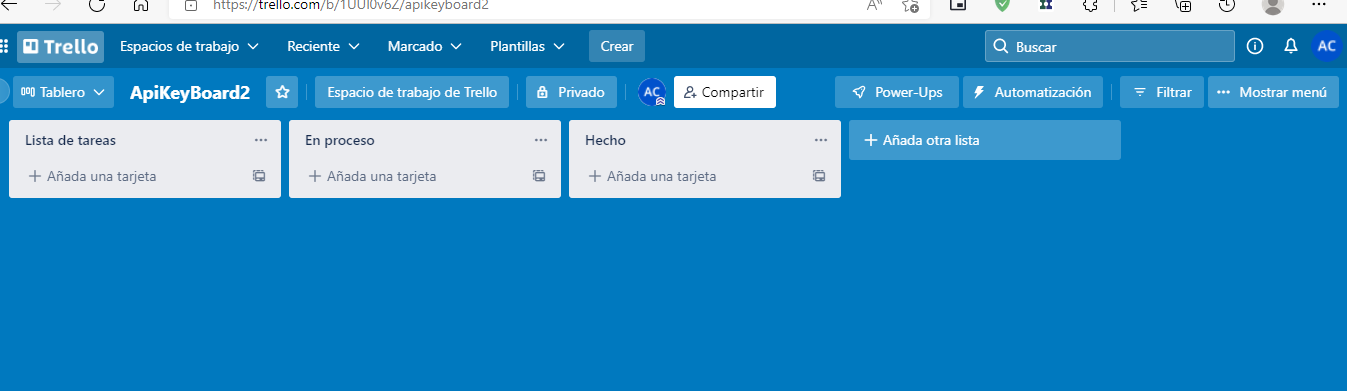 https://trello.com/b/1UUl0v6Z/apikeyboard2
Trello Espacios de trabajo Reciente Marcado Plantillas Crear Buscar AC
Tablero ApiKeyBoard2 Espacio de trabajo de Trello Privado AC Compartir Power-Ups Automatización Filtrar Mostrar menú
Lista de tareas
+ Añada una tarjeta
En proceso
+ Añada una tarjeta
Hecho
+ Añada una tarjeta
+ Añada otra lista